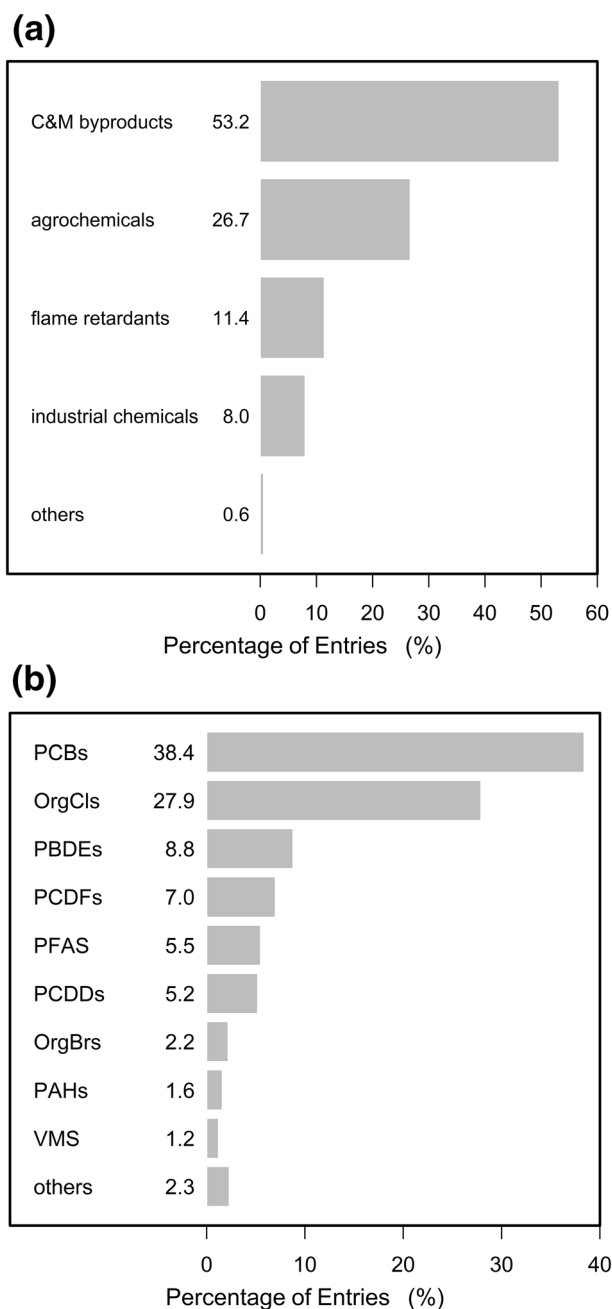 (a)
C&M byproducts 53.2
agrochemicals 26.7
flame retardants 11.4
industrial chemicals 8.0
others 0.6
0 10 20 30 40 50 60
Percentage of Entries (%)
(b)
PCBs 38.4
OrgCls 27.9
PBDEs 8.8
PCDFs 7.0
PFAS 5.5
PCDDs 5.2
OrgBrs 2.2
PAHs 1.6
VMS 1.2
others 2.3
0 10 20 30 40
Percentage of Entries (%)